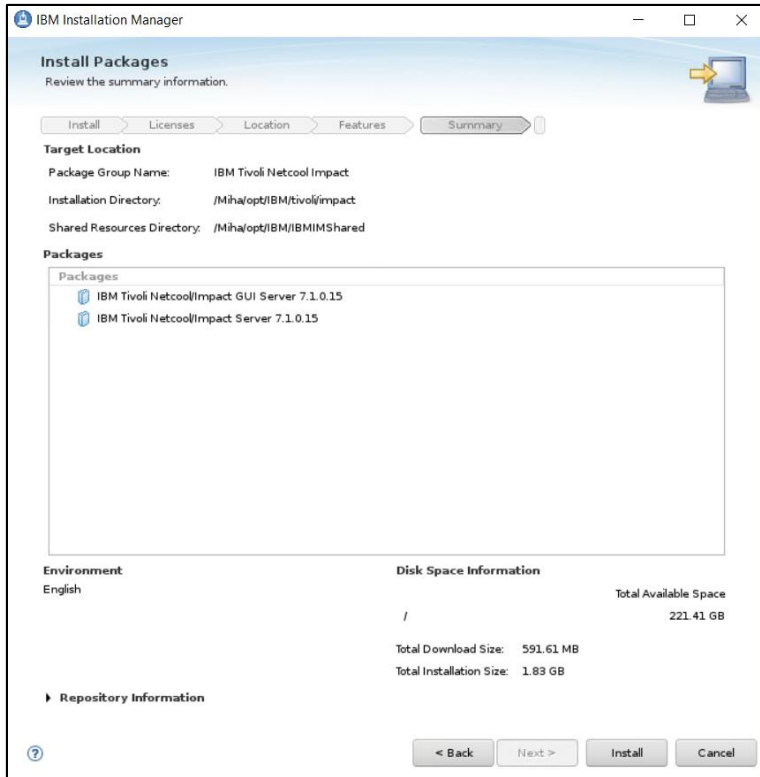 IBM Installation Manager
Install Packages
Review the summary information.
Install Licenses Location Features Summary
Target Location
Package Group Name: IBM Tivoli Netcool Impact
Installation Directory: /Miha/opt/IBM/tivoli/impact
Shared Resources Directory: /Miha/opt/IBM/IBMIMShared
Packages
Packages
IBM Tivoli Netcool/Impact GUI Server 7.1.0.15
IBM Tivoli Netcool/Impact Server 7.1.0.15
Environment
English
Disk Space Information
Total Available Space
/ 221.41 GB
Total Download Size: 591.61 MB
Total Installation Size: 1.83 GB
Repository Information
? < Back Next > Install Cancel